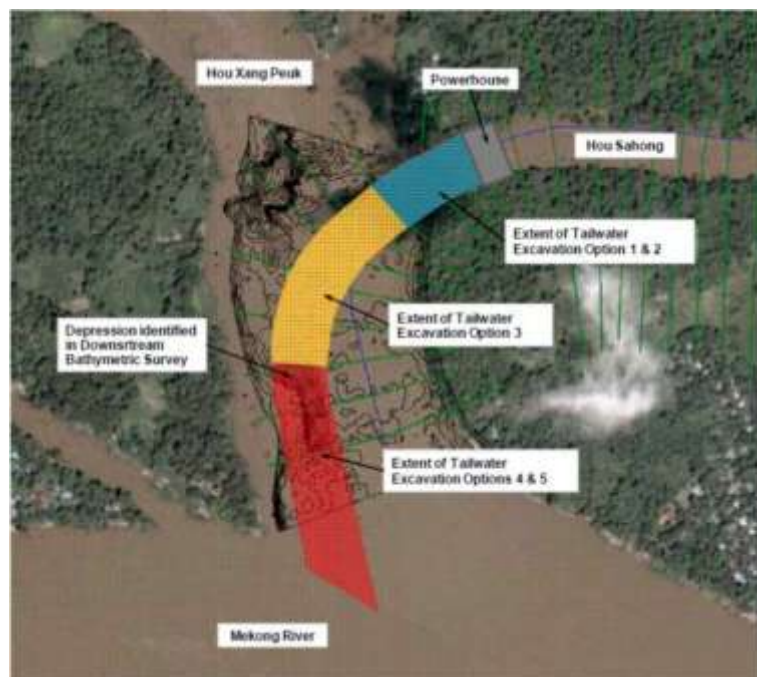 Hou Xang Peuk
Powerhouse
Hou Sahong
Extent of Tailwater
Excavation Option 1 & 2
Extent of Tailwater
Excavation Option 3
Depression identified
in Downsrtream
Bathymetric Survey
Extent of Tailwater
Excavation Options 4 & 5
Mekong River